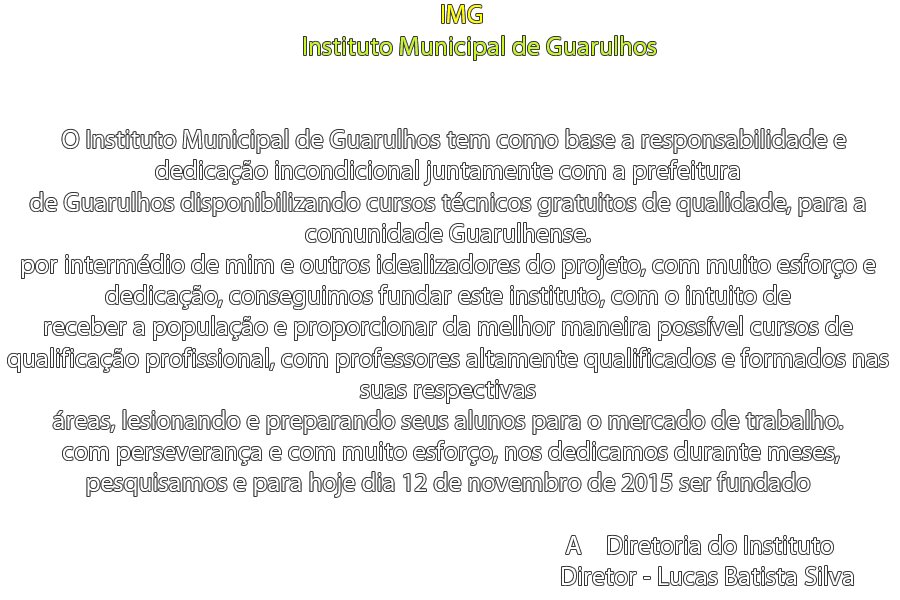 IMG
Instituto Municipal de Guarulhos
O Instituto Municipal de Guarulhos tem como base a responsabilidade e
dedicação incondicional juntamente com a prefeitura
de Guarulhos disponibilizando cursos técnicos gratuitos de qualidade, para a
comunidade Guarulhense.
por intermédio de mim e outros idealizadores do projeto, com muito esforço e
dedicação, conseguimos fundar este instituto, com o intuito de
receber a população e proporcionar da melhor maneira possível cursos de
qualificação profissional, com professores altamente qualificados e formados nas
suas respectivas
áreas, lesionando e preparando seus alunos para o mercado de trabalho.
com perseverança e com muito esforço, nos dedicamos durante meses,
pesquisamos e para hoje dia 12 de novembro de 2015 ser fundado
A Diretoria do Instituto
Diretor - Lucas Batista Silva